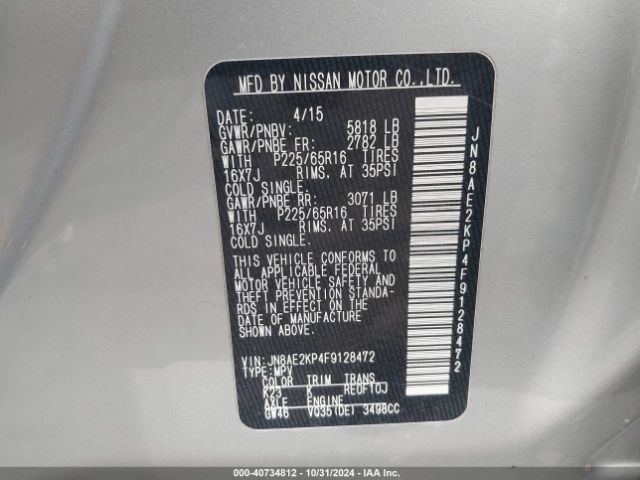 MFD BY NISSAN MOTOR CO.,LTD.
DATE: 4/15
GVWR/PNBV: 5818 LB
GAWR/PNBE FR: 2782 LB
WITH P225/65R16 TIRES
16X7J RIMS, AT 35PSI
COLD SINGLE.
GAWR/PNBE RR: 3071 LB
WITH P225/65R16 TIRES
16X7J RIMS, AT 35PSI
COLD SINGLE.
THIS VEHICLE CONFORMS TO
ALL APPLICABLE FEDERAL
MOTOR VEHICLE SAFETY AND
THEFT PREVENTION STANDA-
RDS IN EFFECT ON THE
DATE OF MANUFACTURE
SHOWN ABOVE.
VIN: JN8AE2KP4F9128472
TYPE: MPV
COLOR TRIM TRANS
K23 K RE0F10J
AXLE ENGINE
GW46 VQ35(DE) 3498CC
JN8AE2KP4F9128472
000-40734812 - 10/31/2024 - IAA Inc.